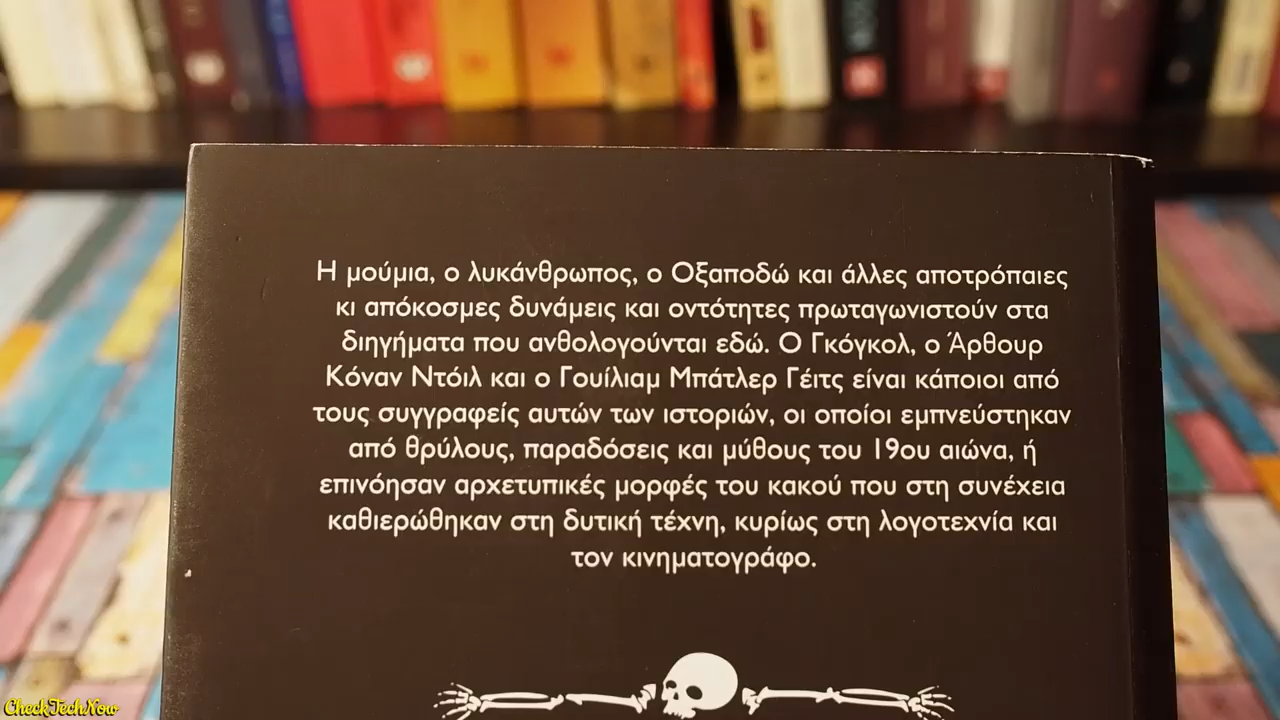 Η μούμια, ο λυκάνθρωπος, ο Οξαποδώ και άλλες αποτρόπαιες
κι απόκοσμες δυνάμεις και οντότητες πρωταγωνιστούν στα
διηγήματα που ανθολογούνται εδώ. Ο Γκόγκολ, ο Άρθουρ
Κόναν Ντόιλ και ο Γουίλιαμ Μπάτλερ Γέιτς είναι κάποιοι από
τους συγγραφείς αυτών των ιστοριών, οι οποίοι εμπνεύστηκαν
από θρύλους, παραδόσεις και μύθους του 19ου αιώνα, ή
επινόησαν αρχετυπικές μορφές του κακού που στη συνέχεια
καθιερώθηκαν στη δυτική τέχνη, κυρίως στη λογοτεχνία και
τον κινηματογράφο.
CheckTechNow